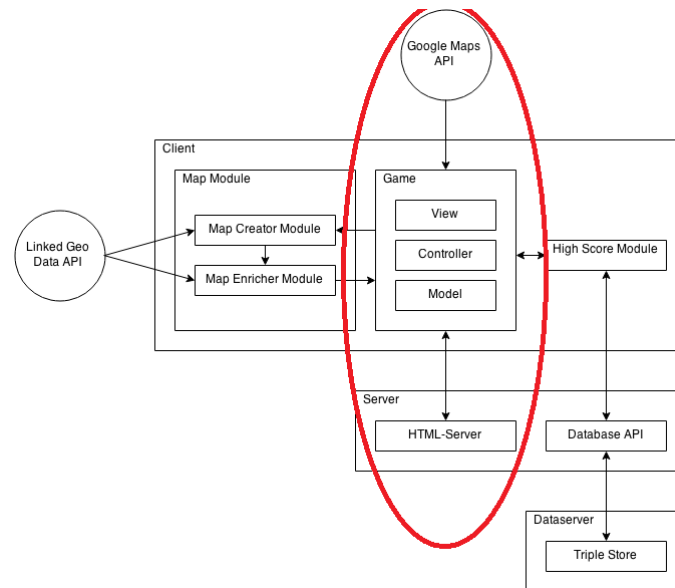 Google Maps
API
Client
Map Module
Game
Map Creator Module
View
Linked Geo
Data API
Controller
High Score Module
Map Enricher Module
Model
Server
HTML-Server
Database API
Dataserver
Triple Store